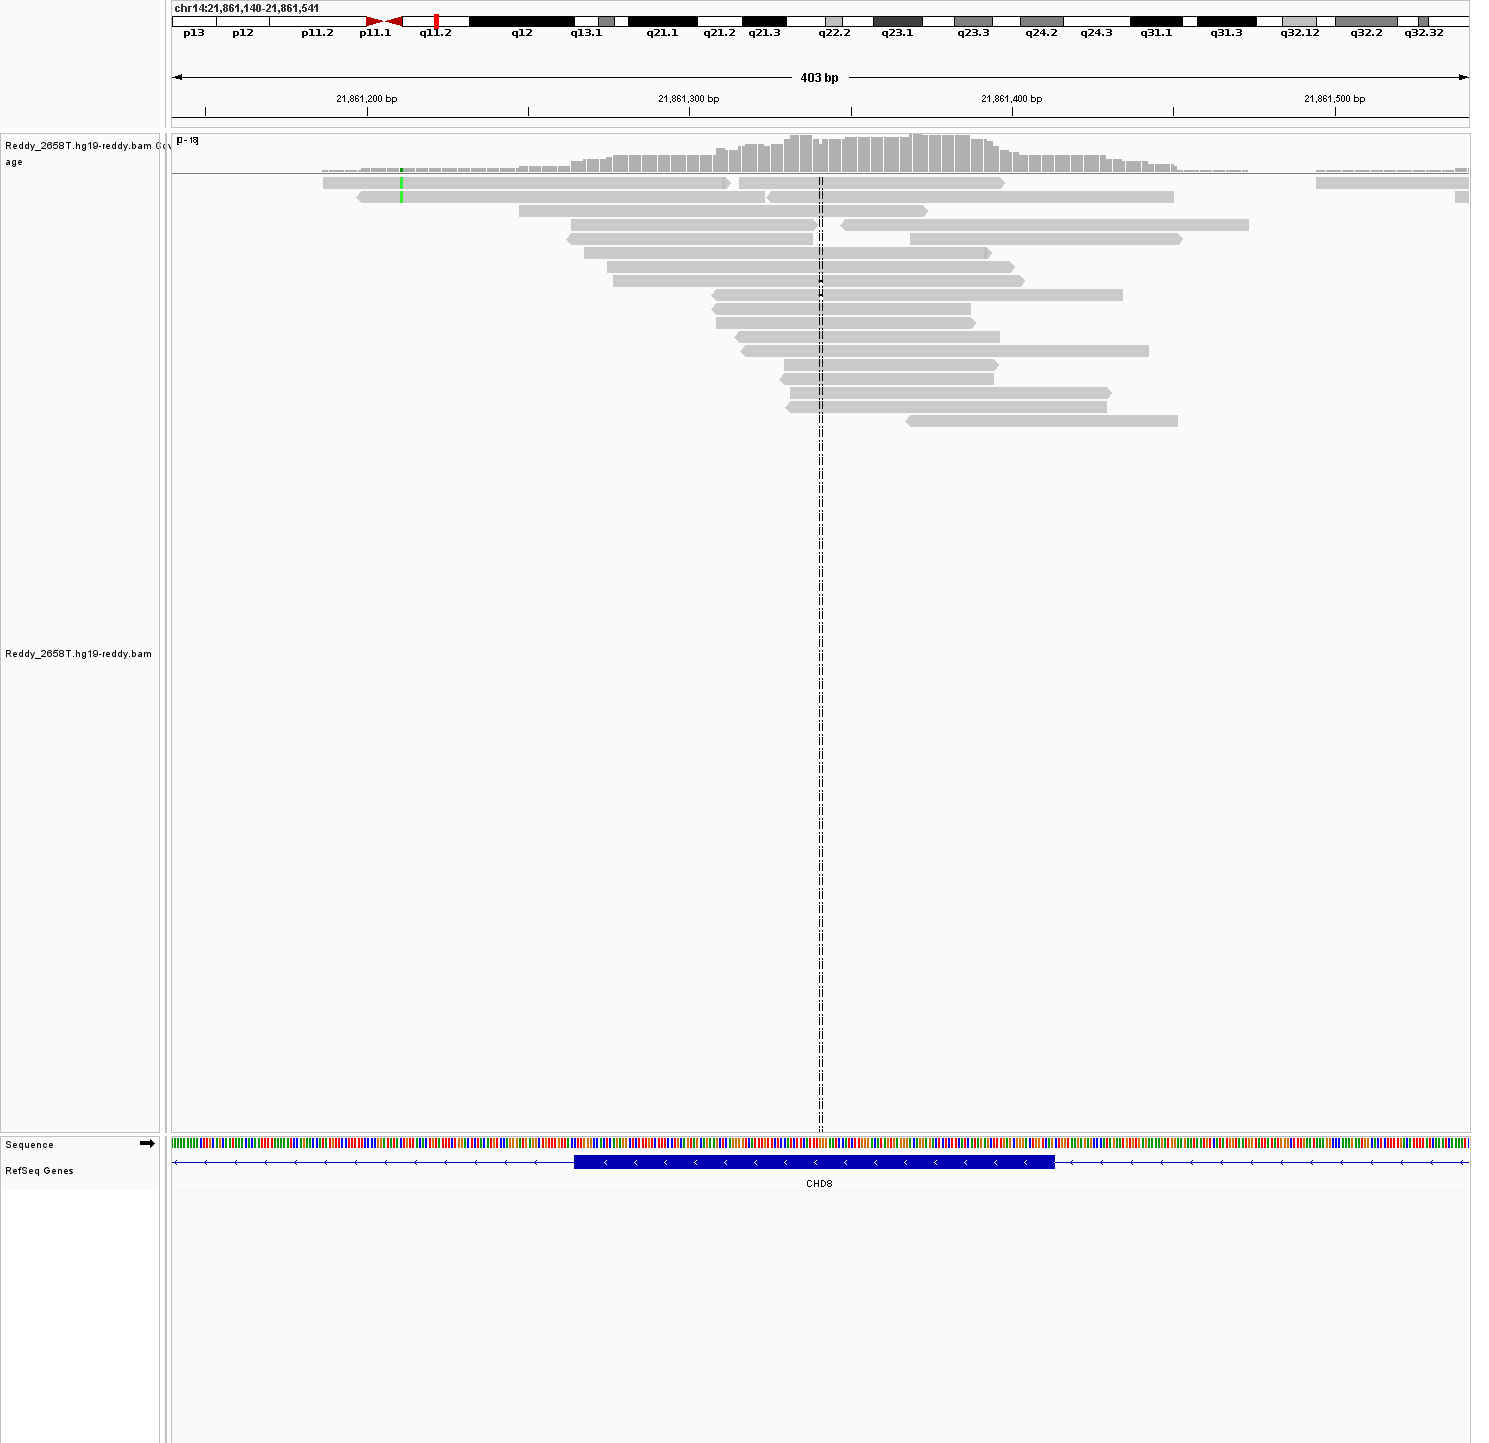 chr14:21,861,140-21,861,541
p13 p12 p11.2 p11.1 q11.2 q12 q13.1 q21.1 q21.2 q21.3 q22.2 q23.1 q23.3 q24.2 q24.3 q31.1 q31.3 q32.12 q32.2 q32.32
403 bp
21,861,200 bp 21,861,300 bp 21,861,400 bp 21,861,500 bp
[0 - 18]
Reddy_2658T.hg19-reddy.bam Cov
age
Reddy_2658T.hg19-reddy.bam
Sequence
RefSeq Genes
CHD8